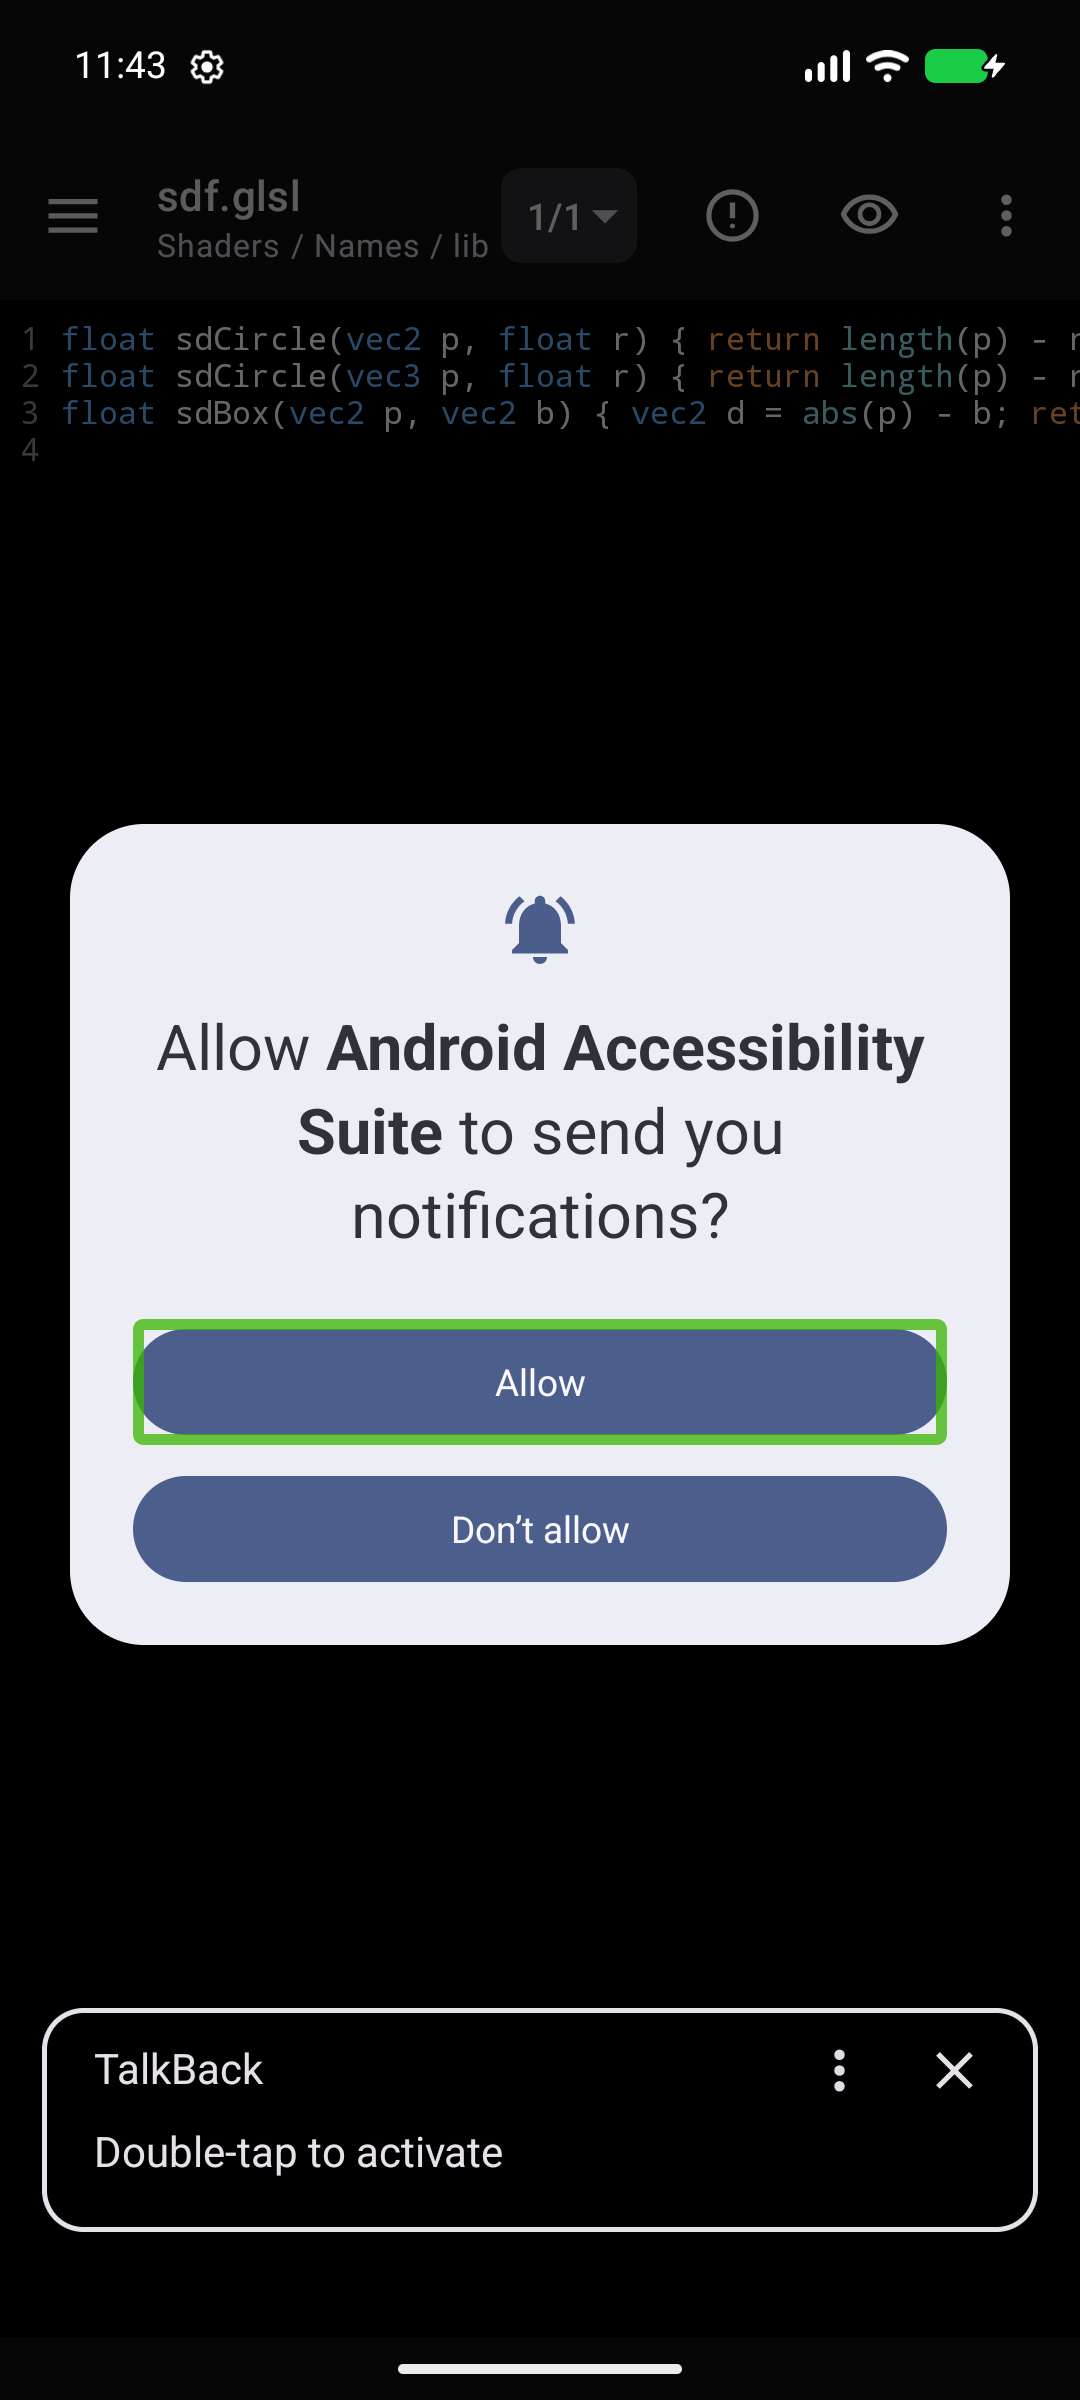 11:43
sdf.glsl
Shaders / Names / lib
1/1
1 float sdCircle(vec2 p, float r) { return length(p) - r
2 float sdCircle(vec3 p, float r) { return length(p) - r
3 float sdBox(vec2 p, vec2 b) { vec2 d = abs(p) - b; ret
4
Allow Android Accessibility
Suite to send you
notifications?
Allow
Don’t allow
TalkBack
Double-tap to activate